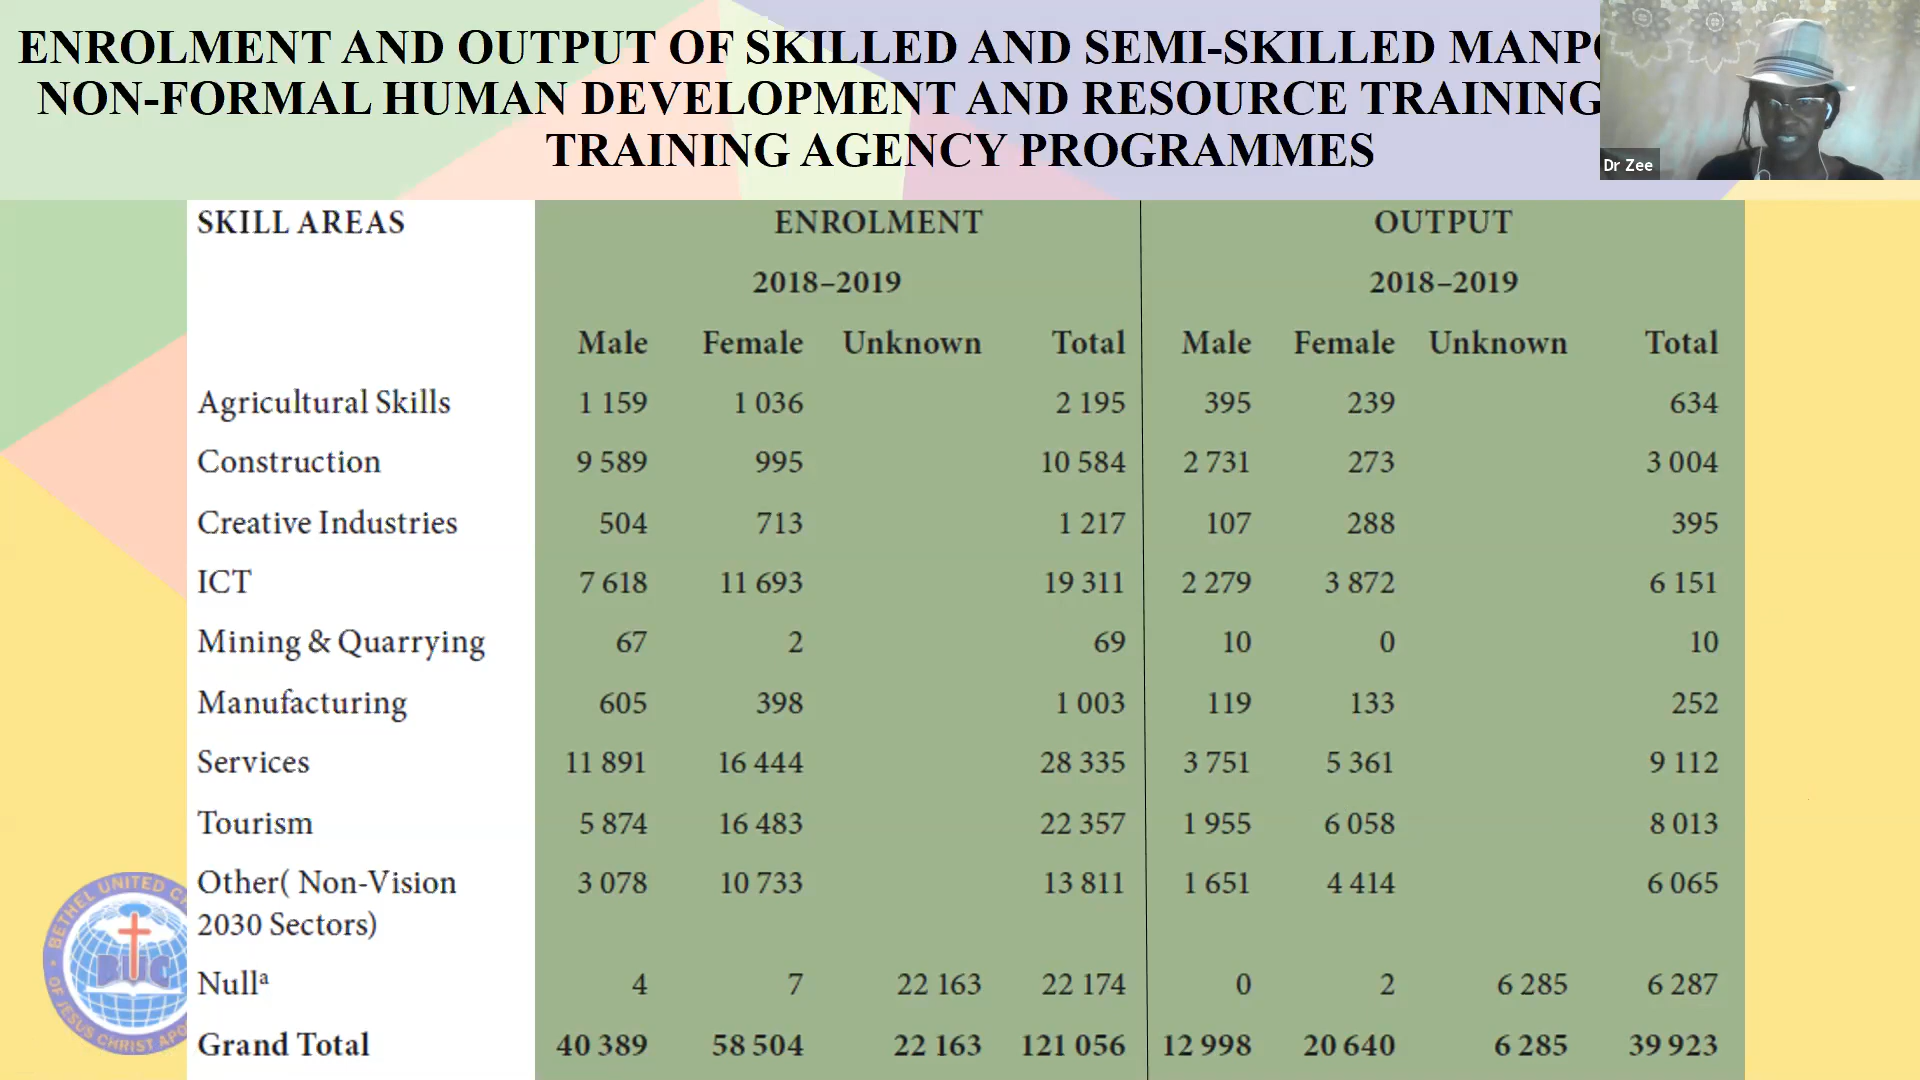 ENROLMENT AND OUTPUT OF SKILLED AND SEMI-SKILLED
NON-FORMAL HUMAN DEVELOPMENT AND RESOURCE TRAINING
TRAINING AGENCY PROGRAMMES
Dr Zee
SKILL AREAS ENROLMENT OUTPUT
2018–2019 2018–2019
Male Female Unknown Total Male Female Unknown Total
Agricultural Skills 1 159 1 036 2 195 395 239 634
Construction 9 589 995 10 584 2 731 273 3 004
Creative Industries 504 713 1 217 107 288 395
ICT 7 618 11 693 19 311 2 279 3 872 6 151
Mining & Quarrying 67 2 69 10 0 10
Manufacturing 605 398 1 003 119 133 252
Services 11 891 16 444 28 335 3 751 5 361 9 112
Tourism 5 874 16 483 22 357 1 955 6 058 8 013
Other( Non-Vision 3 078 10 733 13 811 1 651 4 414 6 065
2030 Sectors)
Nullª 4 7 22 163 22 174 0 2 6 285 6 287
Grand Total 40 389 58 504 22 163 121 056 12 998 20 640 6 285 39 923
BETHEL UNITED
BUC
OF JESUS CHRIST